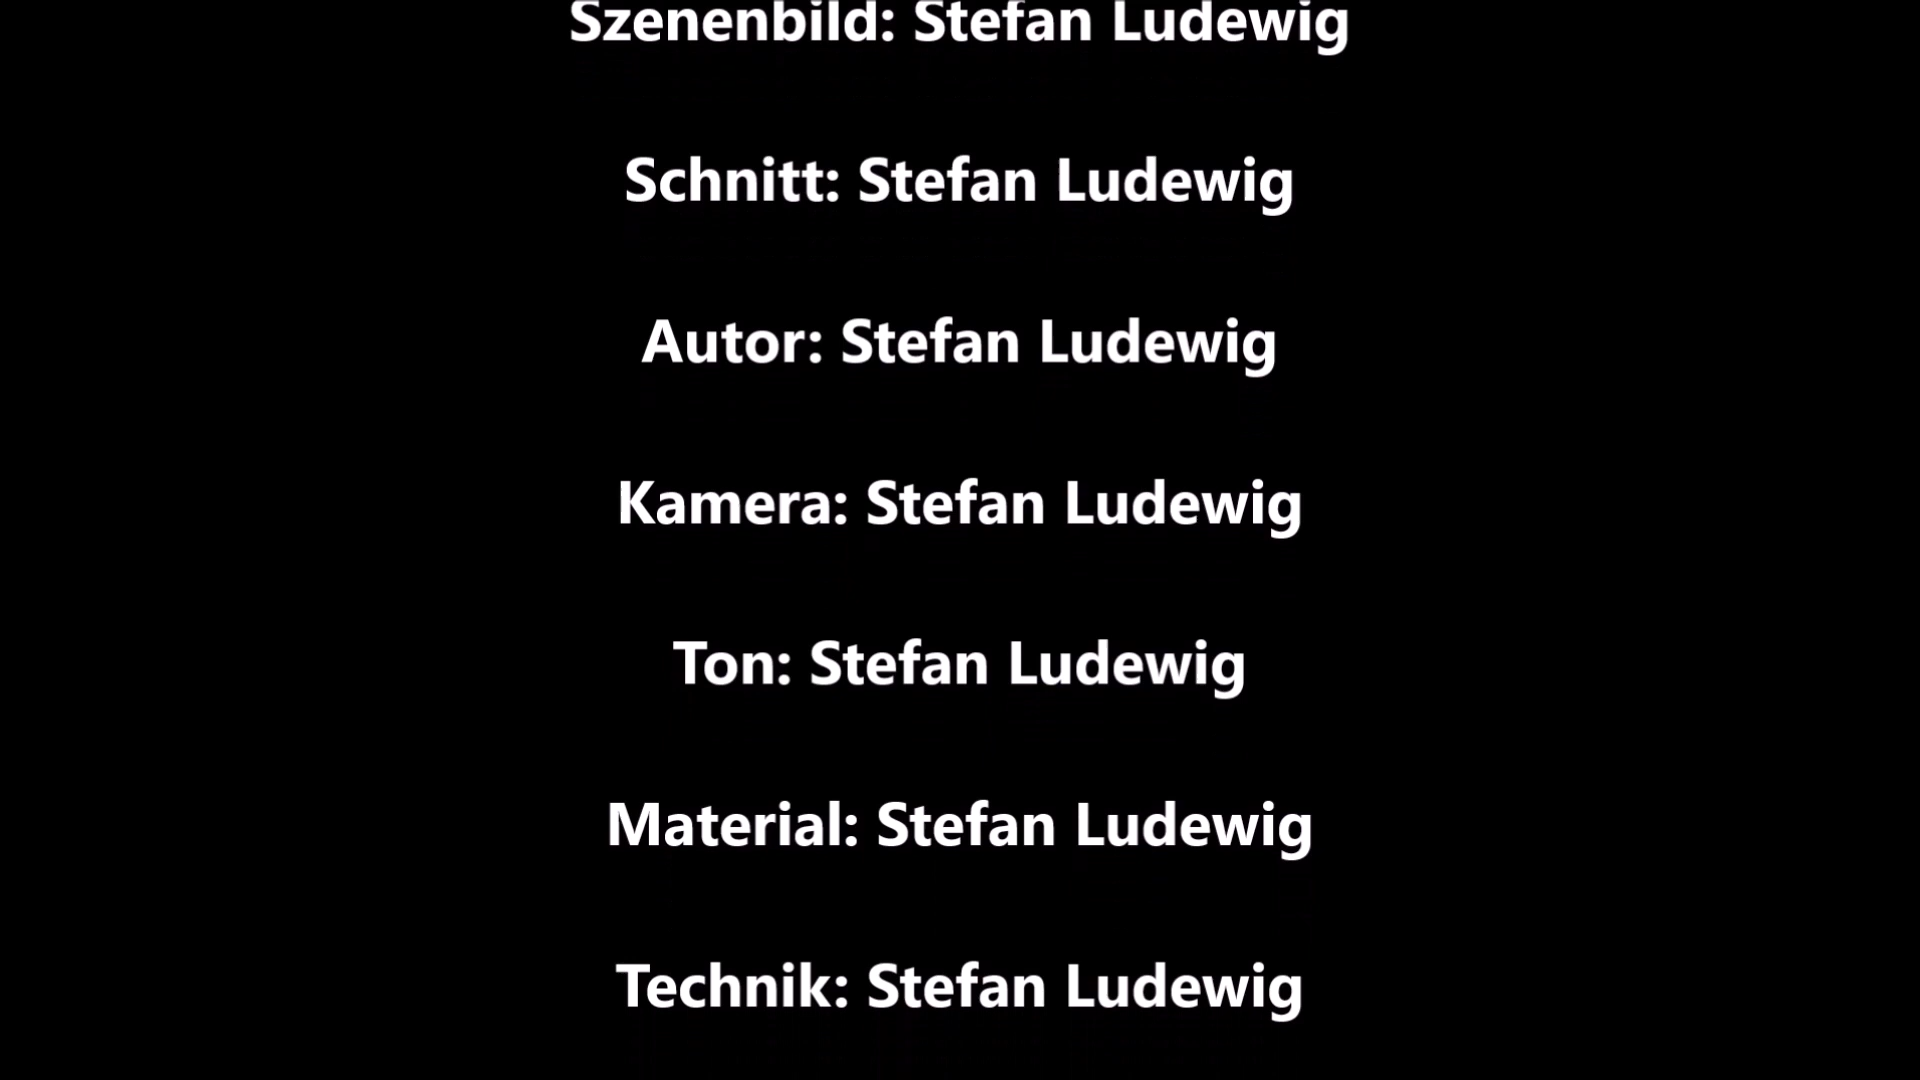 Szenenbild: Stefan Ludewig
Schnitt: Stefan Ludewig
Autor: Stefan Ludewig
Kamera: Stefan Ludewig
Ton: Stefan Ludewig
Material: Stefan Ludewig
Technik: Stefan Ludewig